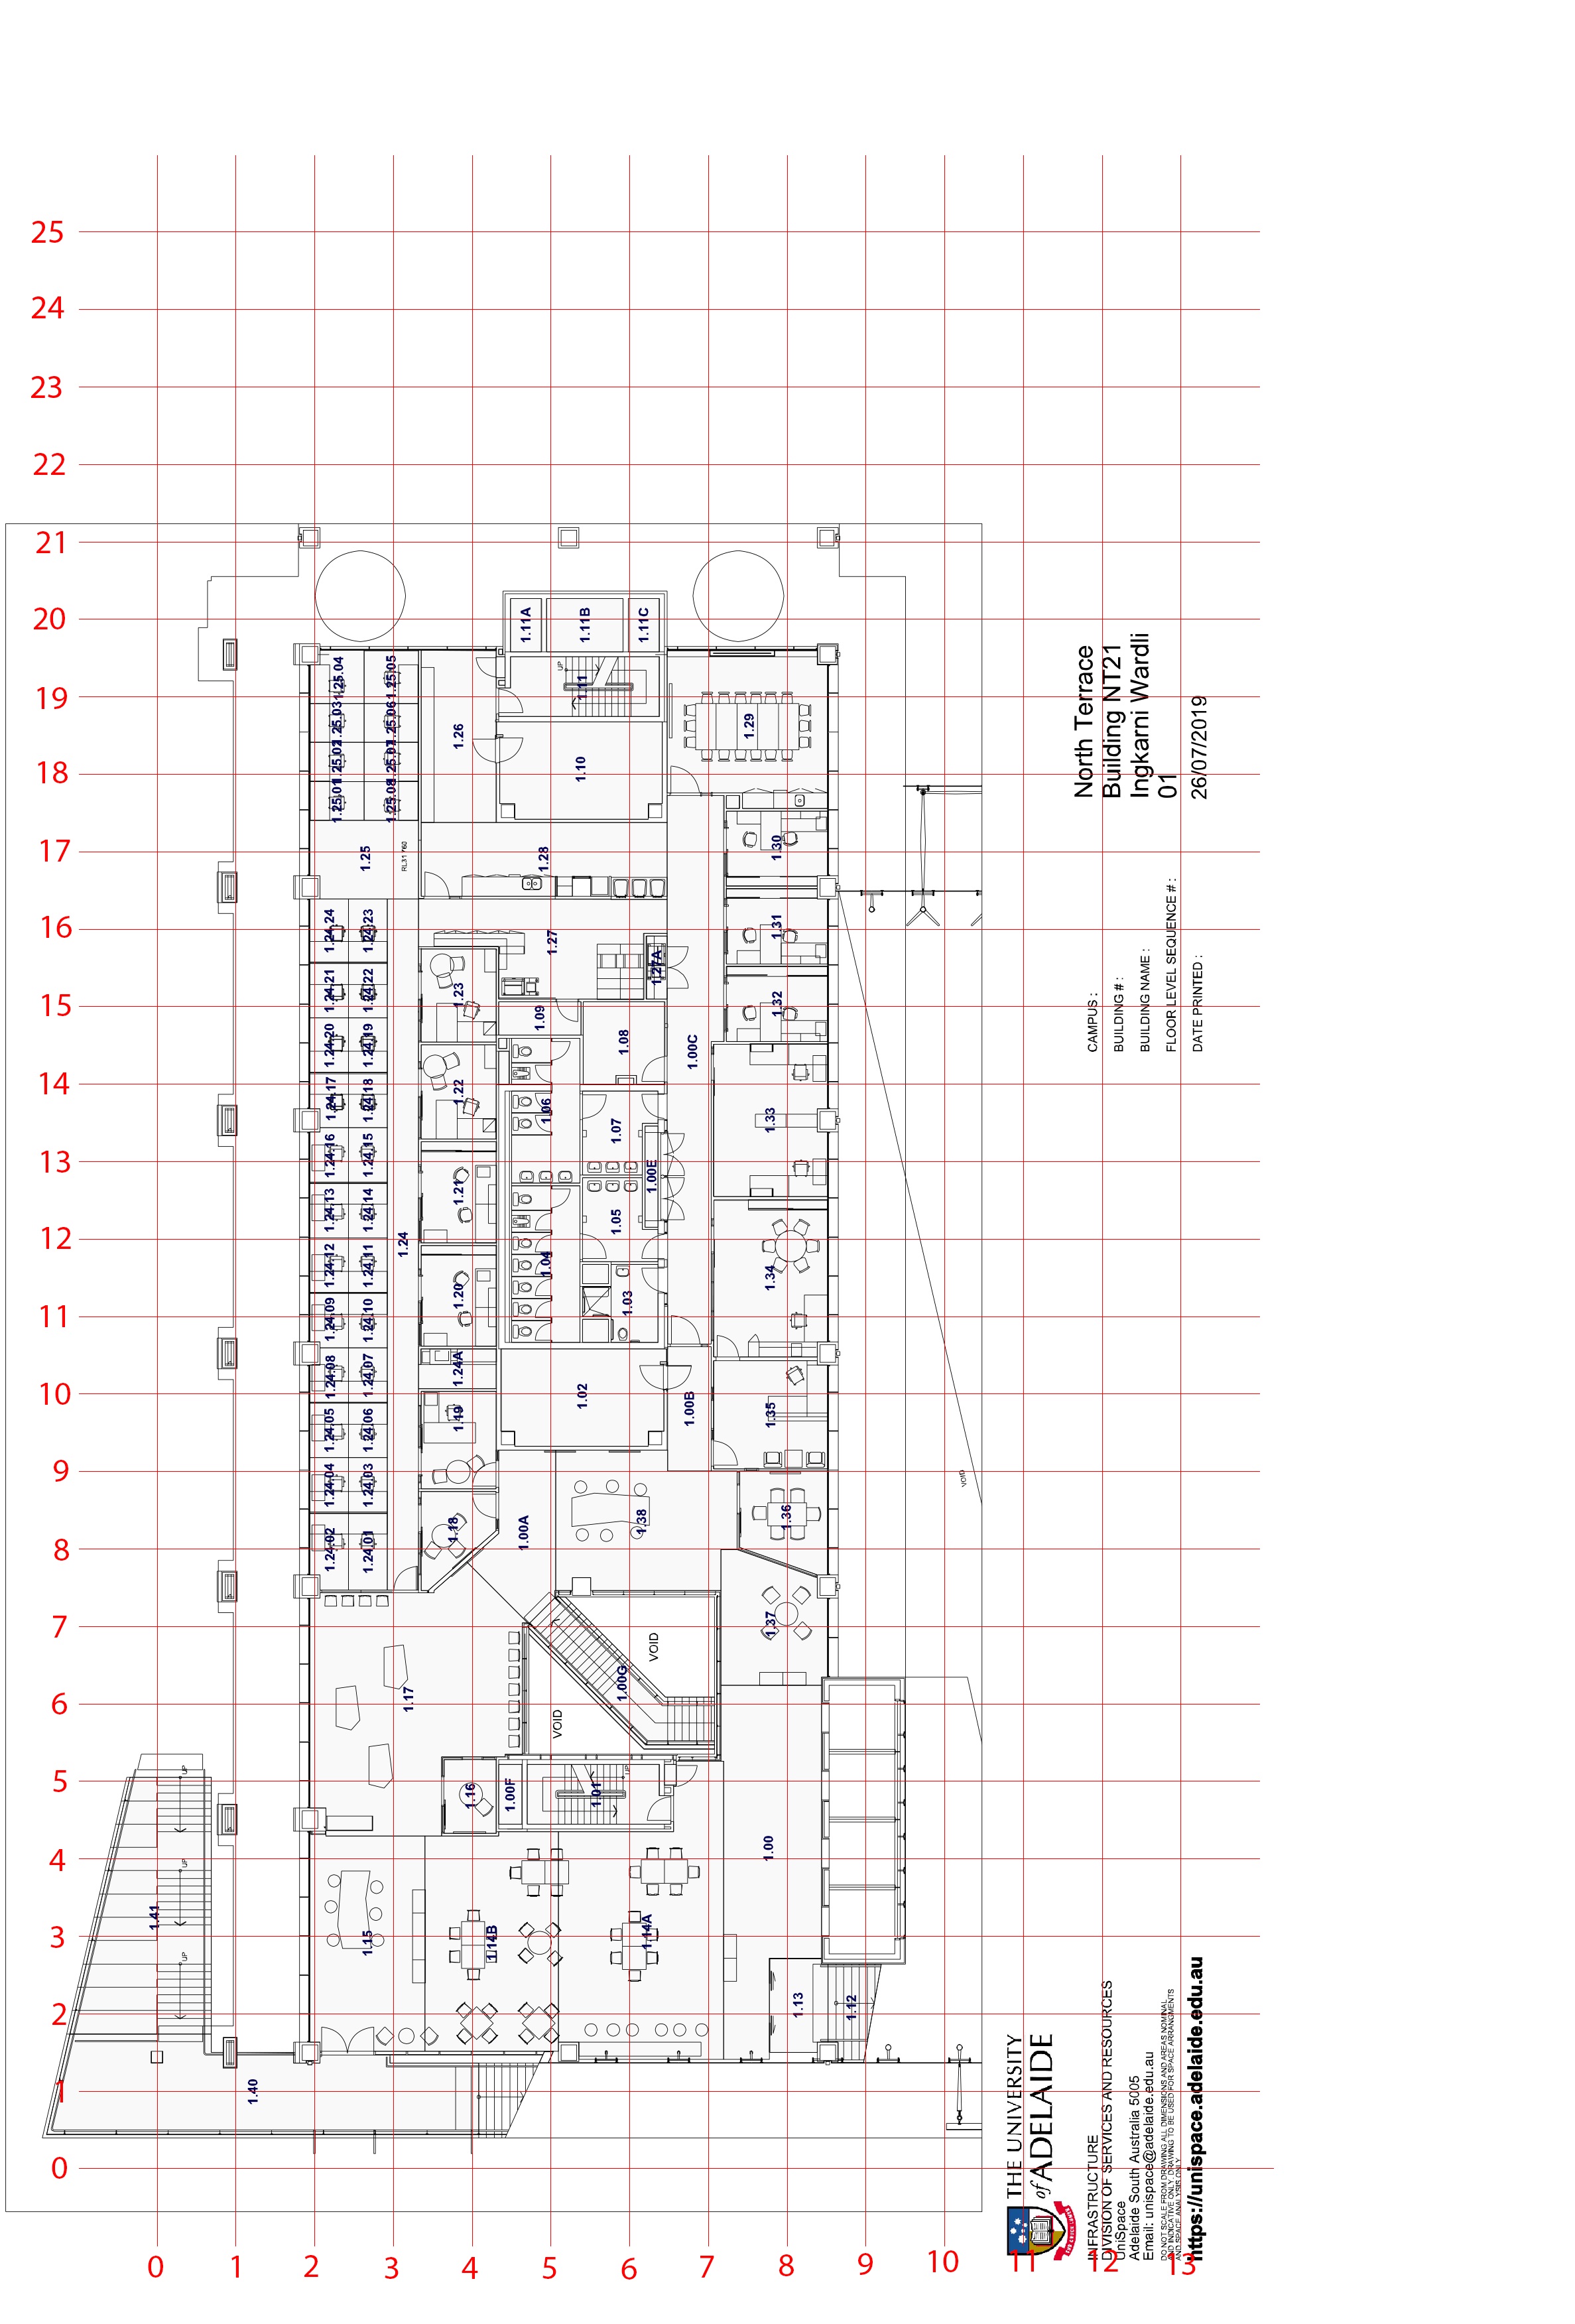 0 1 2 3 4 5 6 7 8 9 10 11 12 13 14 15 16 17 18 19 20 21 22 23 24 25
0
1.41
UP UP UP
1
1.40
2
1.24.02 1.24.04 1.24.05 1.24.08 1.24.09 1.24.12 1.24.13 1.24.16 1.24.17 1.24.20 1.24.21 1.24.24 1.25.01 1.25.02 1.25.03 1.25.04
1.15 1.24.01 1.24.03 1.24.06 1.24.07 1.24.10 1.24.11 1.24.14 1.24.15 1.24.18 1.24.19 1.24.22 1.24.23 1.25
3
1.25.08 1.25.07 1.25.06 1.25.05
1.17 1.24 RL31760
4
1.16 1.18 1.19 1.24A 1.20 1.21 1.22 1.23 1.26
1.14B
1.00F 1.00A 1.11A
5
VOID 1.04 1.06 1.09 1.27 1.28
UP
1.01 1.02 1.10 1.11 1.11B
6
1.00G 1.03 1.05 1.07 1.08
UP
1.14A VOID 1.38 1.00E 1.27A 1.11C
7
1.00B 1.00C
1.29
8
1.00 1.37 1.36 1.35 1.34 1.33 1.32 1.31 1.30
1.13
1.12
9
10
VOID
11
THE UNIVERSITY
of ADELAIDE
SUB CRUCE LUMEN
12
INFRASTRUCTURE
DIVISION OF SERVICES AND RESOURCES
UniSpace
Adelaide South Australia 5005
Email: unispace@adelaide.edu.au
DO NOT SCALE FROM DRAWING ALL DIMENSIONS AND AREAS NOMINAL
AND INDICATIVE ONLY. DRAWING TO BE USED FOR SPACE ARRANGMENTS
AND SPACE ANALYSIS ONLY
13
https://unispace.adelaide.edu.au
CAMPUS : North Terrace
BUILDING # : Building NT21
BUILDING NAME : Ingkarni Wardli
FLOOR LEVEL SEQUENCE # : 01
DATE PRINTED : 26/07/2019